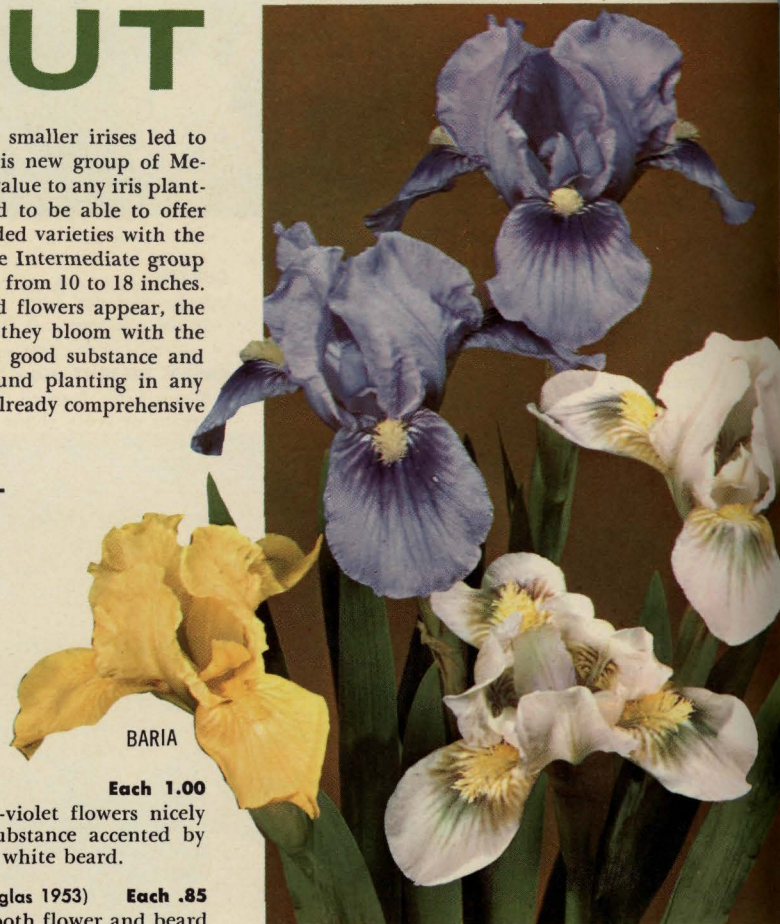 UT
smaller irises led to
is new group of Me-
value to any iris plant-
d to be able to offer
ded varieties with the
e Intermediate group
from 10 to 18 inches.
d flowers appear, the
they bloom with the
good substance and
und planting in any
lready comprehensive
BARIA
Each 1.00
-violet flowers nicely
ubstance accented by
white beard.
glas 1953) Each .85
both flower and beard